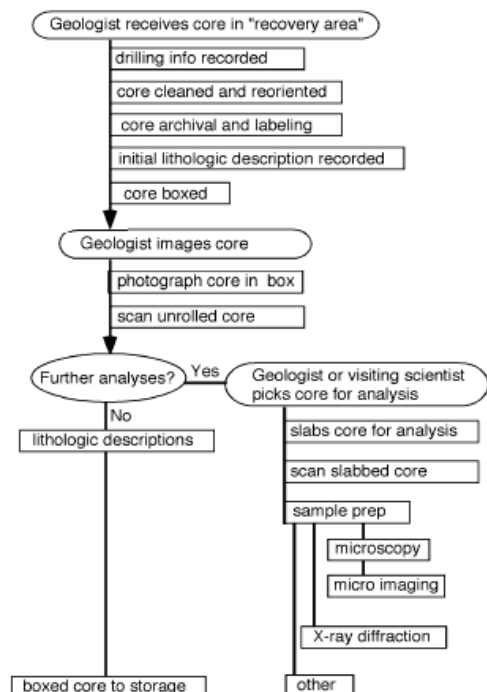 Geologist receives core in "recovery area"
drilling info recorded
core cleaned and reoriented
core archival and labeling
initial lithologic description recorded
core boxed
Geologist images core
photograph core in box
scan unrolled core
Further analyses?
Yes
Geologist or visiting scientist
picks core for analysis
No
lithologic descriptions
slabs core for analysis
scan slabbed core
sample prep
microscopy
micro imaging
X-ray diffraction
boxed core to storage
other